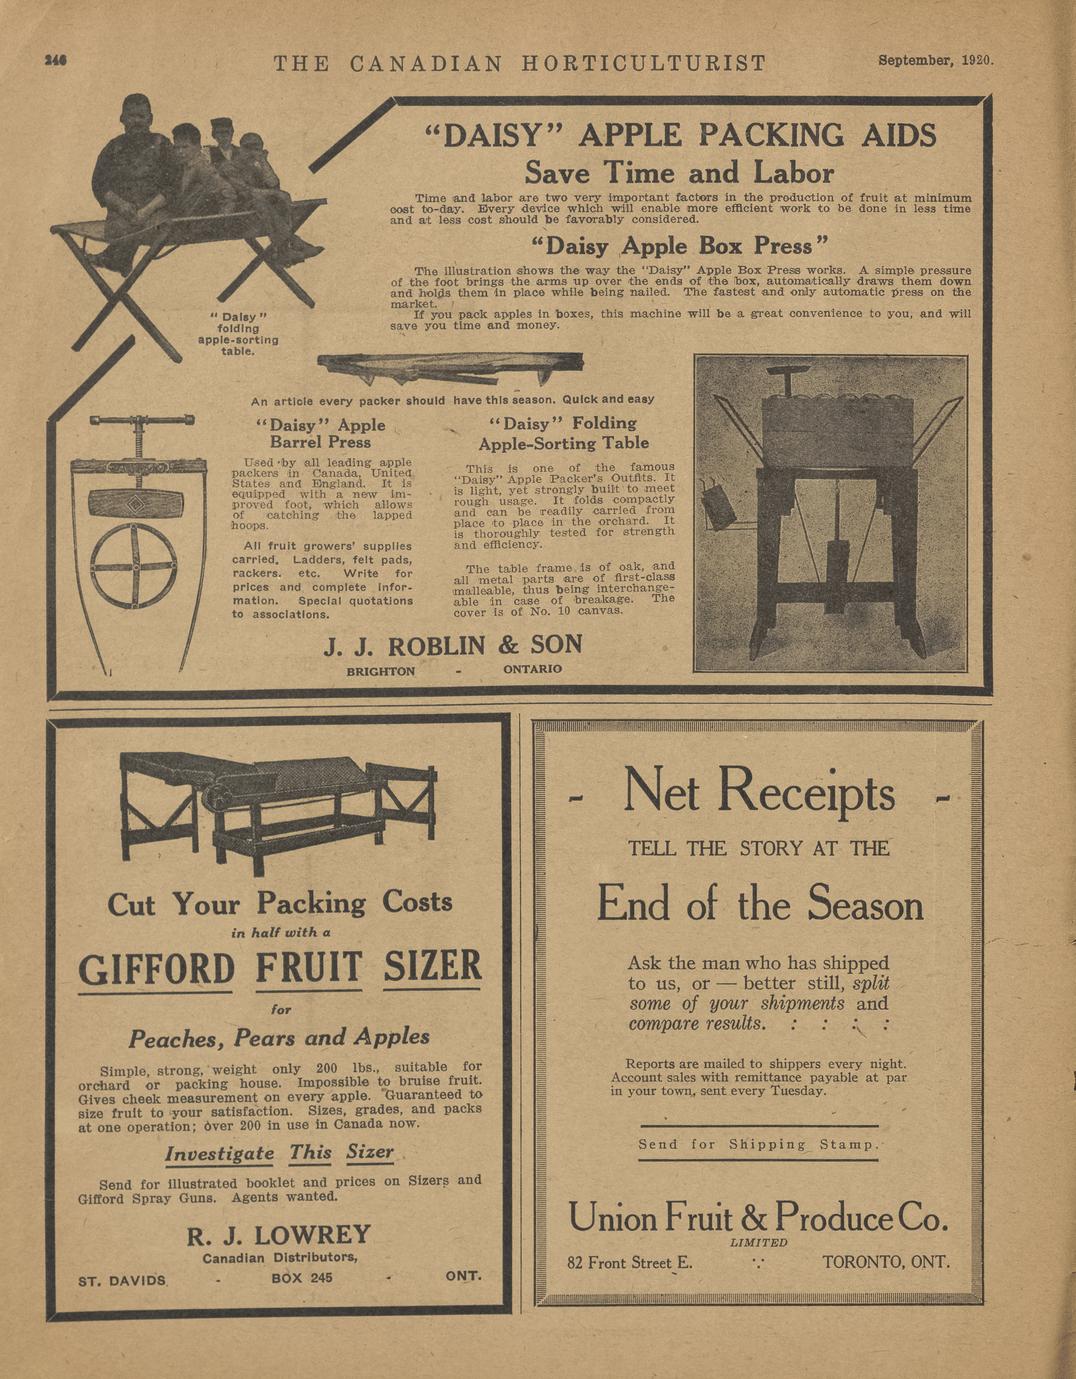 246
THE CANADIAN HORTICULTURIST
September, 1920.
"DAISY" APPLE PACKING AIDS
Save Time and Labor
Time and labor are two very important factors in the production of fruit at minimum
cost to-day. Every device which will enable more efficient work to be done in less time
and at less cost should be favorably considered.
"Daisy Apple Box Press"
The illustration shows the way the "Daisy" Apple Box Press works. A simple pressure
of the foot brings the arms up over the ends of the box, automatically draws them down
and holds them in place while being nailed. The fastest and only automatic press on the
market.
If you pack apples in boxes, this machine will be a great convenience to you, and will
save you time and money.
"Daisy"
folding
apple-sorting
table.
An article every packer should have this season. Quick and easy
"Daisy" Apple
Barrel Press
Used by all leading apple
packers in Canada, United
States and England. It is
equipped with a new im-
proved foot, which allows
of catching the lapped
hoops.
All fruit growers' supplies
carried. Ladders, felt pads,
rackers. etc. Write for
prices and complete infor-
mation. Special quotations
to associations.
"Daisy" Folding
Apple-Sorting Table
This is one of the famous
"Daisy" Apple Packer's Outfits. It
is light, yet strongly built to meet
rough usage. It folds compactly
and can be readily carried from
place to place in the orchard. It
is thoroughly tested for strength
and efficiency.
The table frame is of oak, and
all metal parts are of first-class
malleable, thus being interchange-
able in case of breakage. The
cover is of No. 10 canvas.
J. J. ROBLIN & SON
BRIGHTON - ONTARIO
Cut Your Packing Costs
in half with a
GIFFORD FRUIT SIZER
for
Peaches, Pears and Apples
Simple, strong, weight only 200 lbs., suitable for
orchard or packing house. Impossible to bruise fruit.
Gives cheek measurement on every apple. Guaranteed to
size fruit to your satisfaction. Sizes, grades, and packs
at one operation; over 200 in use in Canada now.
Investigate This Sizer
Send for illustrated booklet and prices on Sizers and
Gifford Spray Guns. Agents wanted.
R. J. LOWREY
Canadian Distributors,
ST. DAVIDS - BOX 245 - ONT.
- Net Receipts -
TELL THE STORY AT THE
End of the Season
Ask the man who has shipped
to us, or — better still, split
some of your shipments and
compare results. : : : :
Reports are mailed to shippers every night.
Account sales with remittance payable at par
in your town, sent every Tuesday.
Send for Shipping Stamp.
Union Fruit & Produce Co.
LIMITED
82 Front Street E. ∵ TORONTO, ONT.